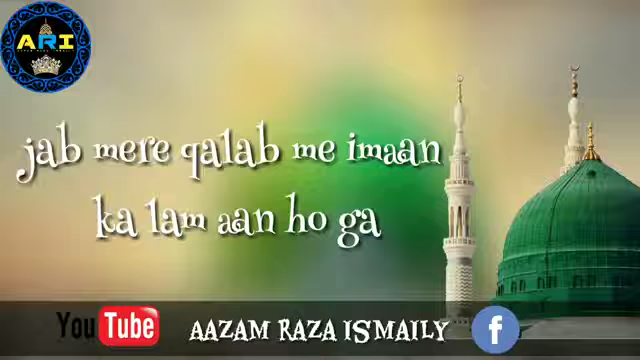 ARI
jab mere qalab me imaan
ka lam aan ho ga
YouTube AAZAM RAZA ISMAILY f